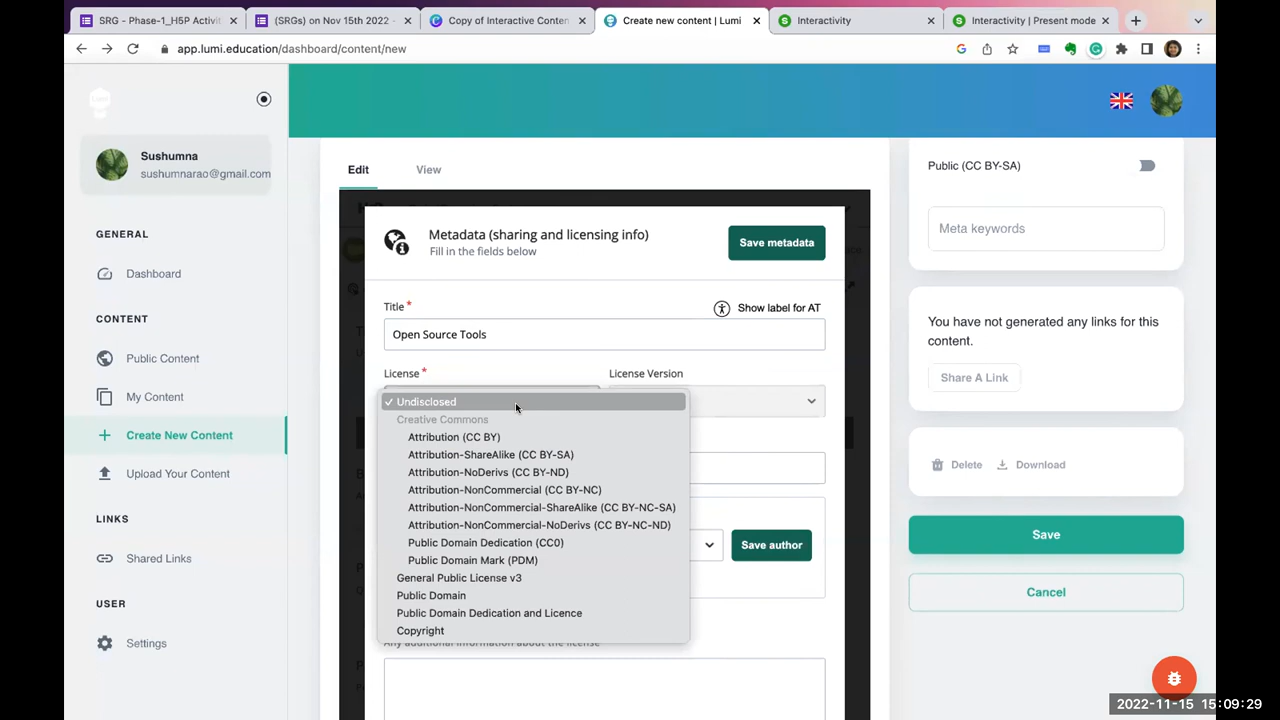 SRG - Phase-1_H5P Activi
(SRGs) on Nov 15th 2022 -
Copy of Interactive Conten
Create new content | Lumi
Interactivity
Interactivity | Present mode
app.lumi.education/dashboard/content/new
Sushumna
sushumnarao@gmail.com
GENERAL
Dashboard
CONTENT
Public Content
My Content
Create New Content
Upload Your Content
LINKS
Shared Links
USER
Settings
Edit
View
Metadata (sharing and licensing info)
Fill in the fields below
Save metadata
Title *
Show label for AT
Open Source Tools
License *
License Version
✓ Undisclosed
Creative Commons
Attribution (CC BY)
Attribution-ShareAlike (CC BY-SA)
Attribution-NoDerivs (CC BY-ND)
Attribution-NonCommercial (CC BY-NC)
Attribution-NonCommercial-ShareAlike (CC BY-NC-SA)
Attribution-NonCommercial-NoDerivs (CC BY-NC-ND)
Public Domain Dedication (CC0)
Public Domain Mark (PDM)
General Public License v3
Public Domain
Public Domain Dedication and Licence
Copyright
Save author
Any additional information about the license
Public (CC BY-SA)
Meta keywords
You have not generated any links for this
content.
Share A Link
Delete
Download
Save
Cancel
2022-11-15 15:09:29